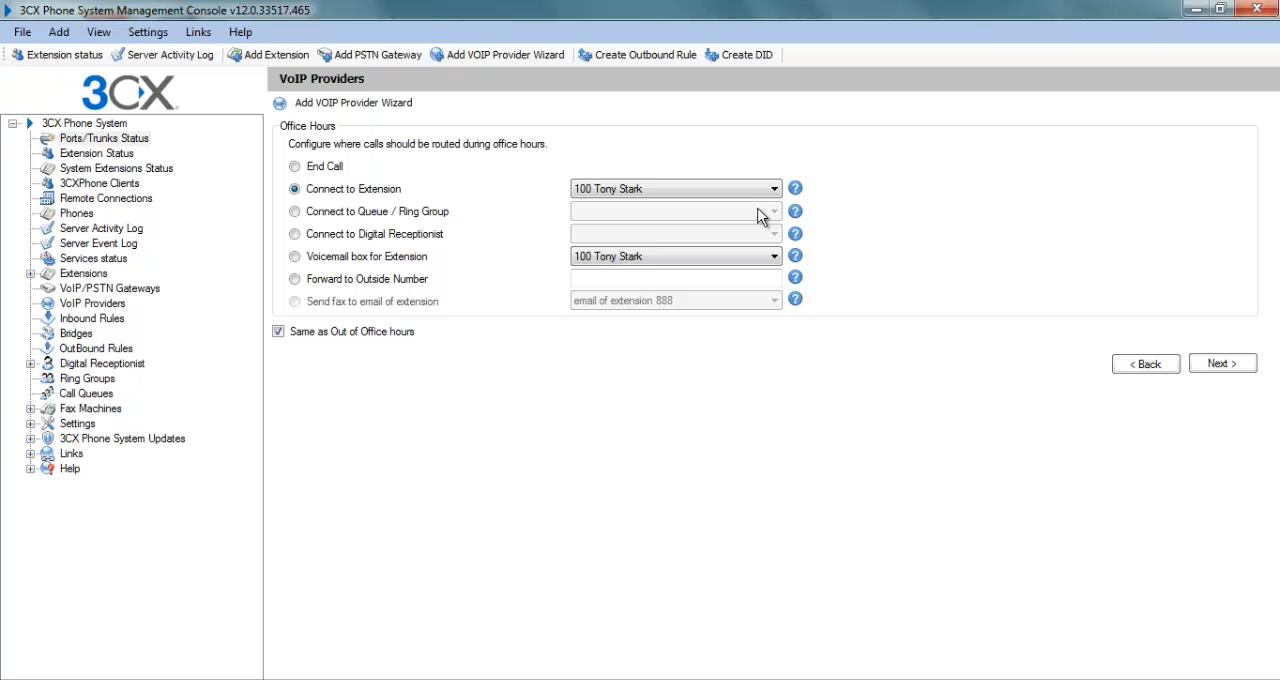 3CX Phone System Management Console v12.0.33517.465
File Add View Settings Links Help
Extension status Server Activity Log Add Extension Add PSTN Gateway Add VOIP Provider Wizard Create Outbound Rule Create DID
3CX
3CX Phone System
Ports/Trunks Status
Extension Status
System Extensions Status
3CXPhone Clients
Remote Connections
Phones
Server Activity Log
Server Event Log
Services status
Extensions
VoIP/PSTN Gateways
VoIP Providers
Inbound Rules
Bridges
OutBound Rules
Digital Receptionist
Ring Groups
Call Queues
Fax Machines
Settings
3CX Phone System Updates
Links
Help
VoIP Providers
Add VOIP Provider Wizard
Office Hours
Configure where calls should be routed during office hours.
End Call
Connect to Extension 100 Tony Stark ?
Connect to Queue / Ring Group ?
Connect to Digital Receptionist ?
Voicemail box for Extension 100 Tony Stark ?
Forward to Outside Number ?
Send fax to email of extension email of extension 888 ?
Same as Out of Office hours
< Back Next >